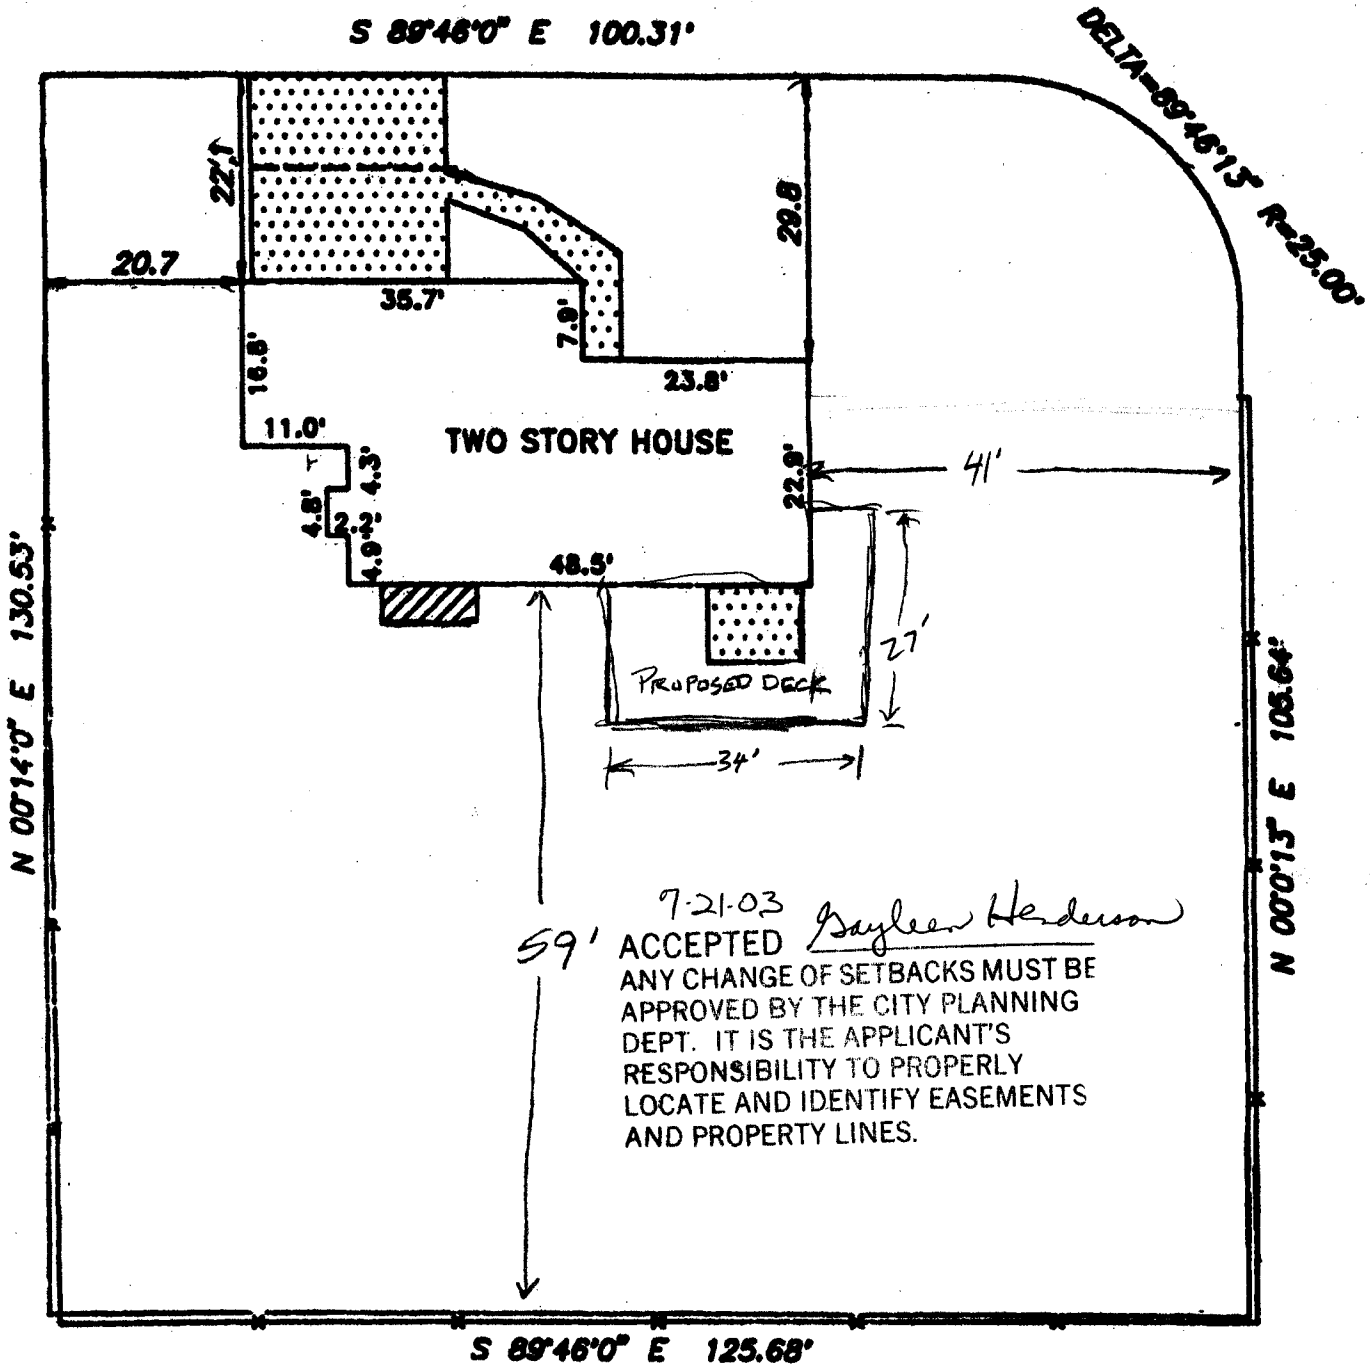 S 89°46'0" E 100.31'
DELTA=89°46'13" R=25.00'
22'
29.8
20.7
35.7'
7.9'
16.8'
23.8'
11.0'
TWO STORY HOUSE
4.3'
22.9'
41'
4.8'
2.2'
4.9'
48.5'
27'
PROPOSED DECK
34'
N 00°14'0" E 130.53'
N 00°0'13" E 105.64'
7-21-03
59' ACCEPTED Gayleen Henderson
ANY CHANGE OF SETBACKS MUST BE
APPROVED BY THE CITY PLANNING
DEPT. IT IS THE APPLICANT'S
RESPONSIBILITY TO PROPERLY
LOCATE AND IDENTIFY EASEMENTS
AND PROPERTY LINES.
S 89°46'0" E 125.68'